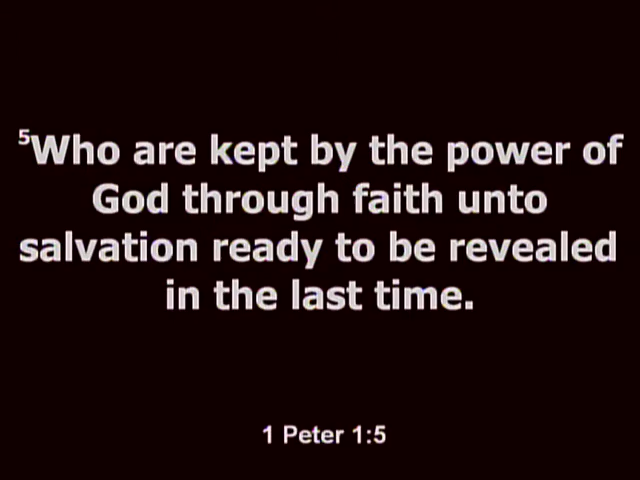 ⁵Who are kept by the power of
God through faith unto
salvation ready to be revealed
in the last time.
1 Peter 1:5